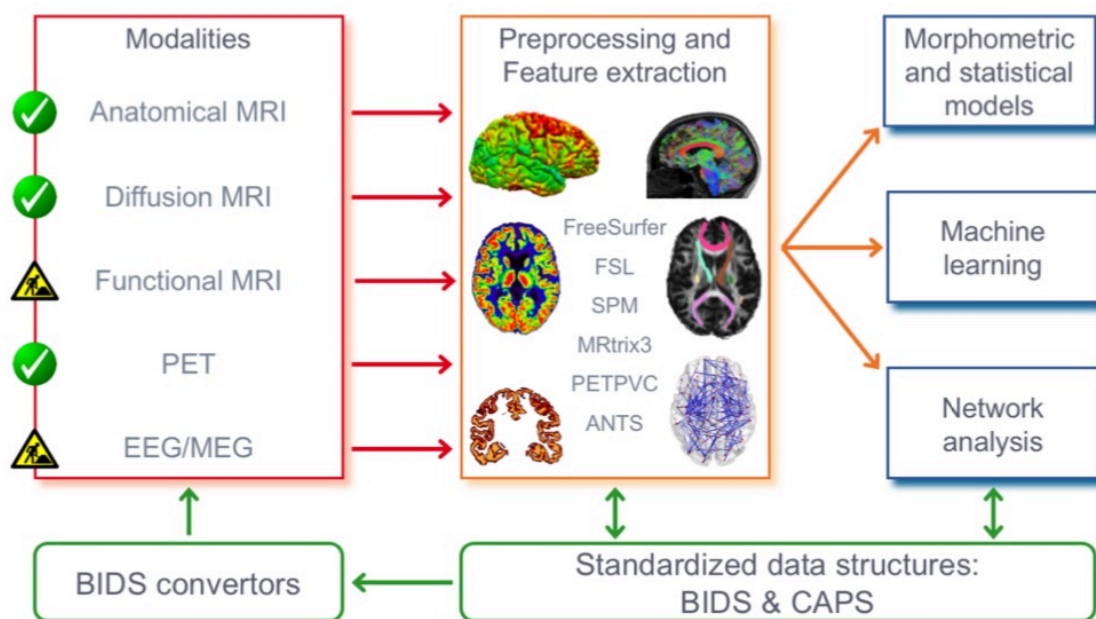 Modalities
Anatomical MRI
Diffusion MRI
Functional MRI
PET
EEG/MEG
Preprocessing and
Feature extraction
FreeSurfer
FSL
SPM
MRtrix3
PETPVC
ANTS
Morphometric
and statistical
models
Machine
learning
Network
analysis
BIDS convertors
Standardized data structures:
BIDS & CAPS